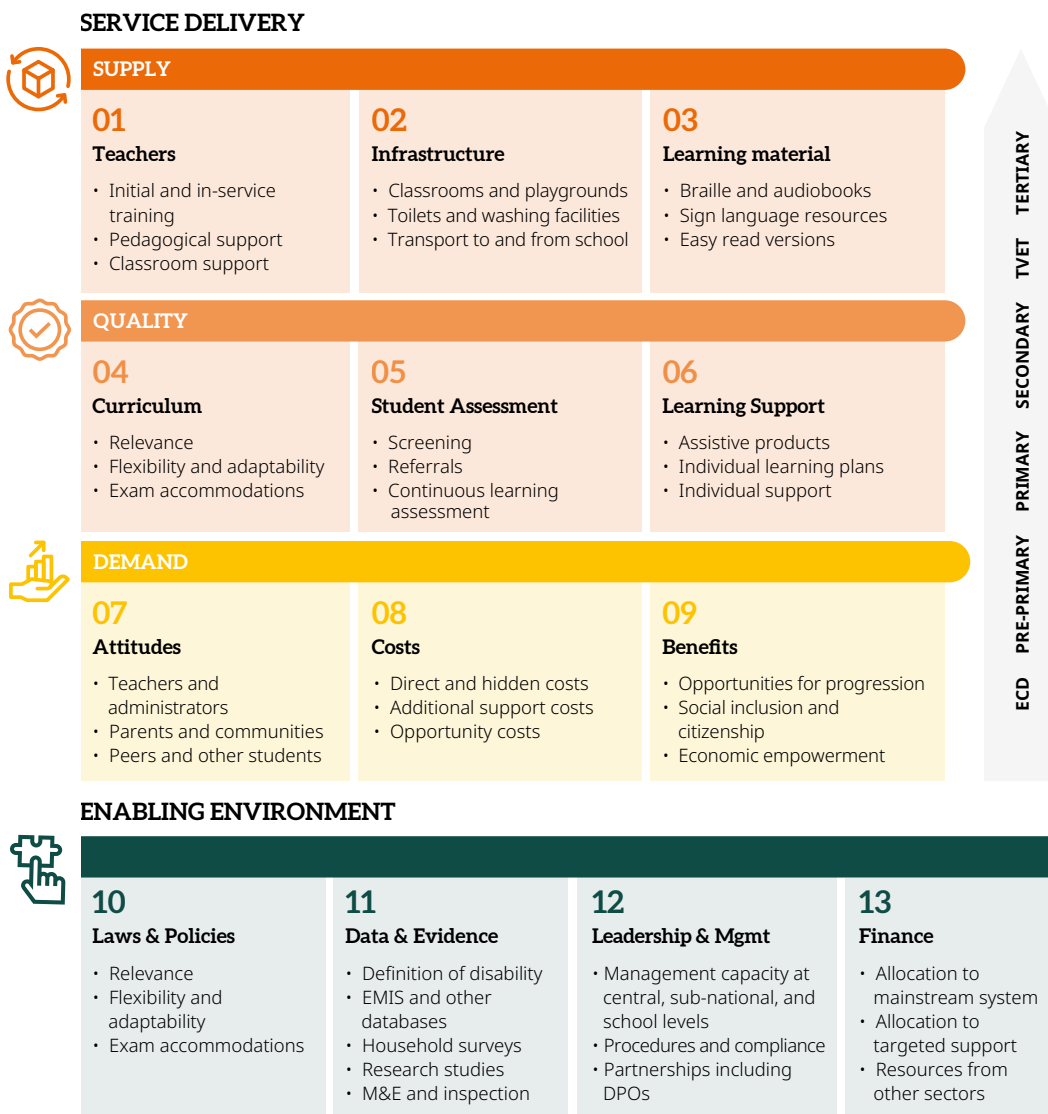 SERVICE DELIVERY
SUPPLY
01
Teachers
• Initial and in-service
training
• Pedagogical support
• Classroom support
02
Infrastructure
• Classrooms and playgrounds
• Toilets and washing facilities
• Transport to and from school
03
Learning material
• Braille and audiobooks
• Sign language resources
• Easy read versions
QUALITY
04
Curriculum
• Relevance
• Flexibility and adaptability
• Exam accommodations
05
Student Assessment
• Screening
• Referrals
• Continuous learning
assessment
06
Learning Support
• Assistive products
• Individual learning plans
• Individual support
DEMAND
07
Attitudes
• Teachers and
administrators
• Parents and communities
• Peers and other students
08
Costs
• Direct and hidden costs
• Additional support costs
• Opportunity costs
09
Benefits
• Opportunities for progression
• Social inclusion and
citizenship
• Economic empowerment
ECD PRE-PRIMARY PRIMARY SECONDARY TVET TERTIARY
ENABLING ENVIRONMENT
10
Laws & Policies
• Relevance
• Flexibility and
adaptability
• Exam accommodations
11
Data & Evidence
• Definition of disability
• EMIS and other
databases
• Household surveys
• Research studies
• M&E and inspection
12
Leadership & Mgmt
• Management capacity at
central, sub-national, and
school levels
• Procedures and compliance
• Partnerships including
DPOs
13
Finance
• Allocation to
mainstream system
• Allocation to
targeted support
• Resources from
other sectors